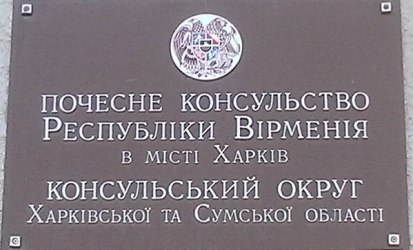 ПОЧЕСНЕ КОНСУЛЬСТВО
РЕСПУБЛІКИ ВІРМЕНІЯ
В МІСТІ ХАРКІВ
КОНСУЛЬСЬКИЙ ОКРУГ
ХАРКІВСЬКОЇ ТА СУМСЬКОЇ ОБЛАСТІ